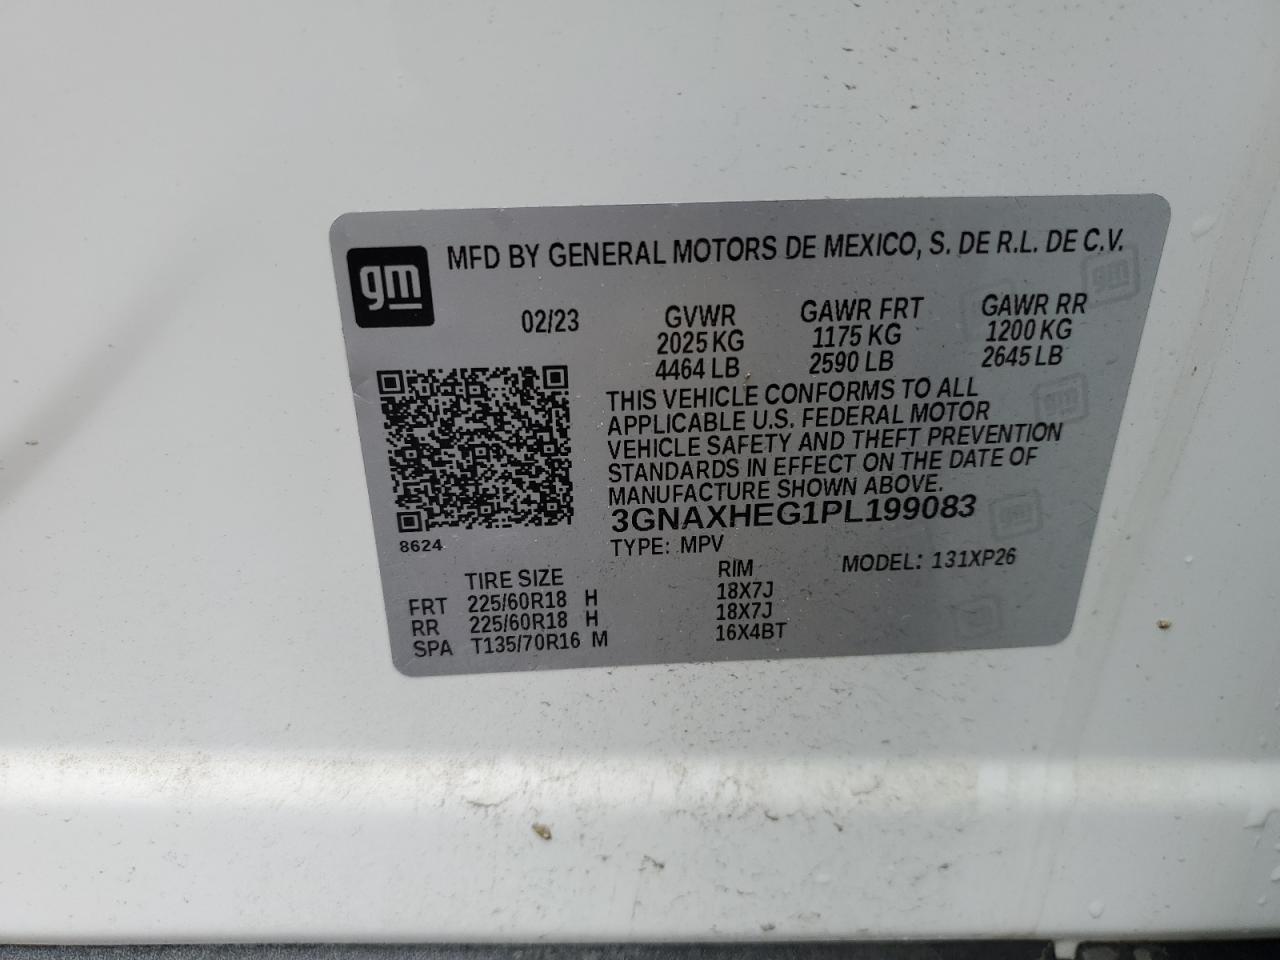 gm
MFD BY GENERAL MOTORS DE MEXICO, S. DE R.L. DE C.V.
02/23 GVWR GAWR FRT GAWR RR
2025 KG 1175 KG 1200 KG
4464 LB 2590 LB 2645 LB
THIS VEHICLE CONFORMS TO ALL
APPLICABLE U.S. FEDERAL MOTOR
VEHICLE SAFETY AND THEFT PREVENTION
STANDARDS IN EFFECT ON THE DATE OF
MANUFACTURE SHOWN ABOVE.
3GNAXHEG1PL199083
8624
TYPE: MPV MODEL: 131XP26
TIRE SIZE RIM
FRT 225/60R18 H 18X7J
RR 225/60R18 H 18X7J
SPA T135/70R16 M 16X4BT
gm
gm
gm